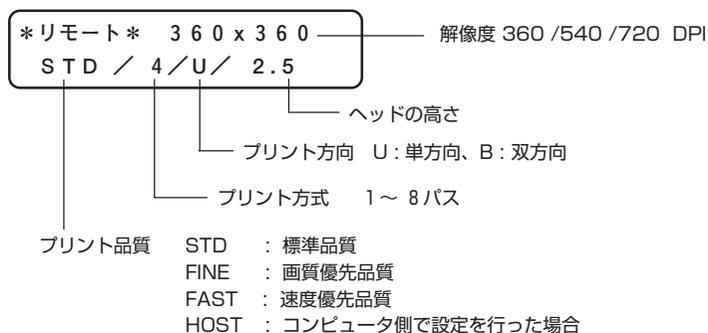 *リモート* 360x360 解像度 360 /540 /720 DPI
STD / 4/U/ 2.5
ヘッドの高さ
プリント方向 U : 単方向、B : 双方向
プリント方式 1～ 8パス
プリント品質 STD : 標準品質
FINE : 画質優先品質
FAST : 速度優先品質
HOST : コンピュータ側で設定を行った場合